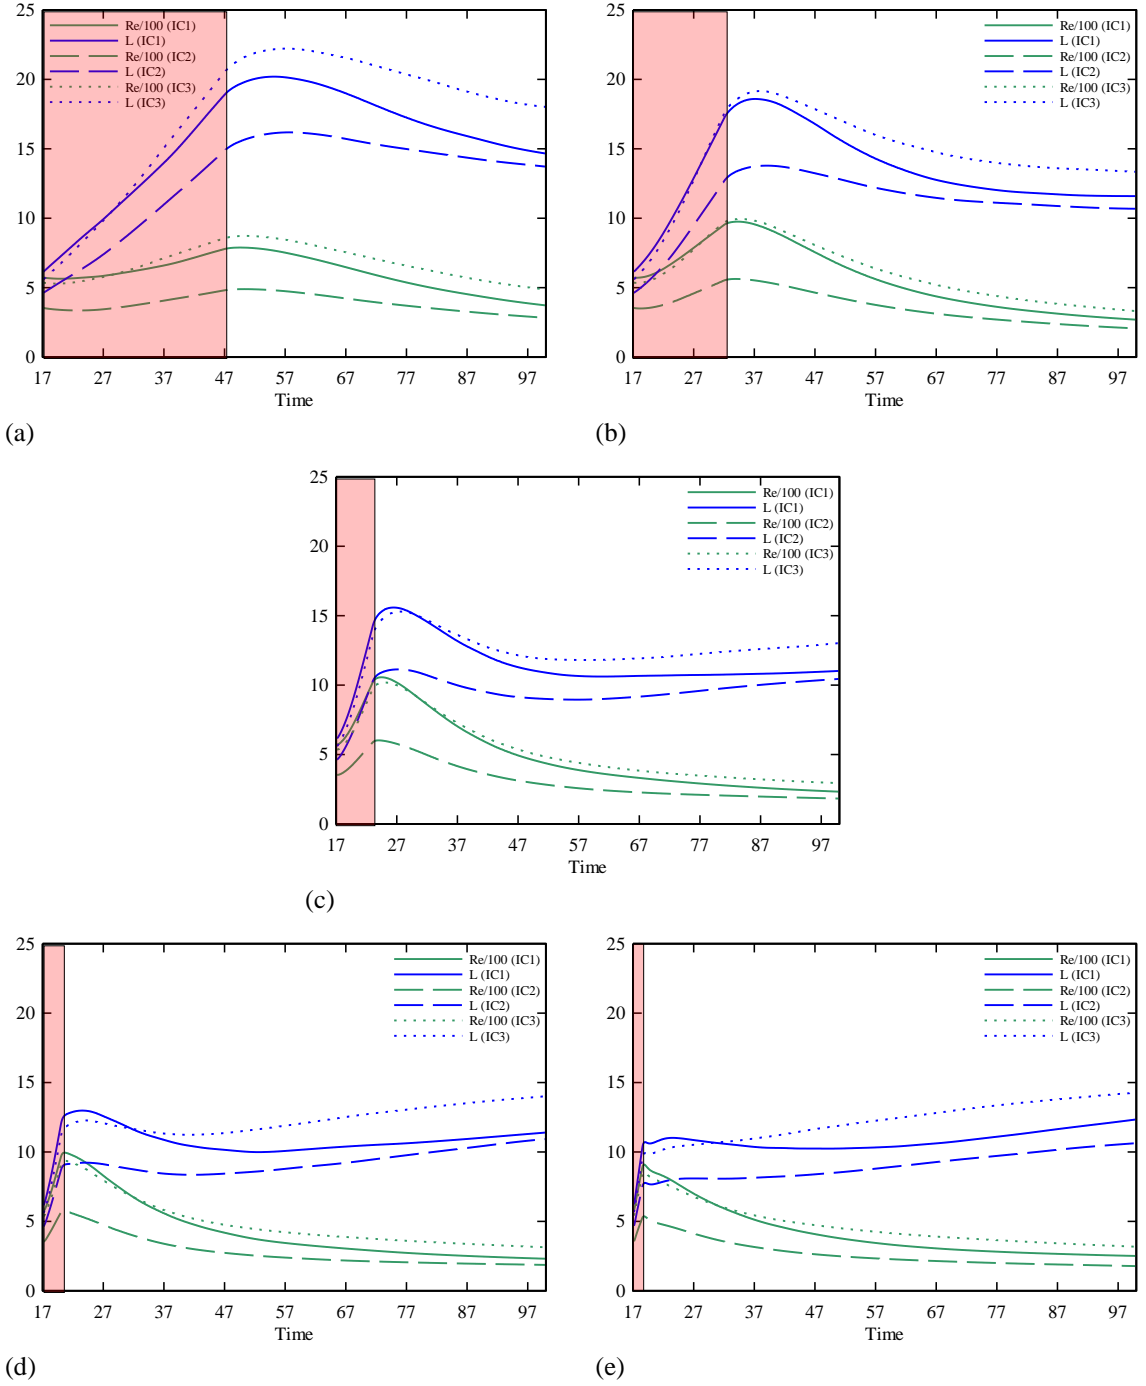 25
20
15
10
5
0
17 27 37 47 57 67 77 87 97
Time
Re/100 (IC1)
L (IC1)
Re/100 (IC2)
L (IC2)
Re/100 (IC3)
L (IC3)
(a)
25
20
15
10
5
0
17 27 37 47 57 67 77 87 97
Time
Re/100 (IC1)
L (IC1)
Re/100 (IC2)
L (IC2)
Re/100 (IC3)
L (IC3)
(b)
25
20
15
10
5
0
17 27 37 47 57 67 77 87 97
Time
Re/100 (IC1)
L (IC1)
Re/100 (IC2)
L (IC2)
Re/100 (IC3)
L (IC3)
(c)
25
20
15
10
5
0
17 27 37 47 57 67 77 87 97
Time
Re/100 (IC1)
L (IC1)
Re/100 (IC2)
L (IC2)
Re/100 (IC3)
L (IC3)
(d)
25
20
15
10
5
0
17 27 37 47 57 67 77 87 97
Time
Re/100 (IC1)
L (IC1)
Re/100 (IC2)
L (IC2)
Re/100 (IC3)
L (IC3)
(e)